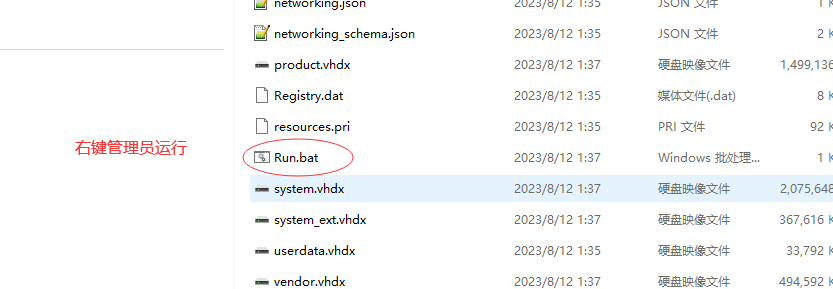 networking.json 2023/8/12 1:35 JSON 文件 1 K
networking_schema.json 2023/8/12 1:35 JSON 文件 2 K
product.vhdx 2023/8/12 1:37 硬盘映像文件 1,499,136
Registry.dat 2023/8/12 1:35 媒体文件(.dat) 8 K
右键管理员运行
resources.pri 2023/8/12 1:35 PRI 文件 92 K
Run.bat 2023/8/12 1:37 Windows 批处理... 1 K
system.vhdx 2023/8/12 1:37 硬盘映像文件 2,075,648
system_ext.vhdx 2023/8/12 1:37 硬盘映像文件 367,616 K
userdata.vhdx 2023/8/12 1:35 硬盘映像文件 33,792 K
vendor.vhdx 2023/8/12 1:37 硬盘映像文件 494,592 K